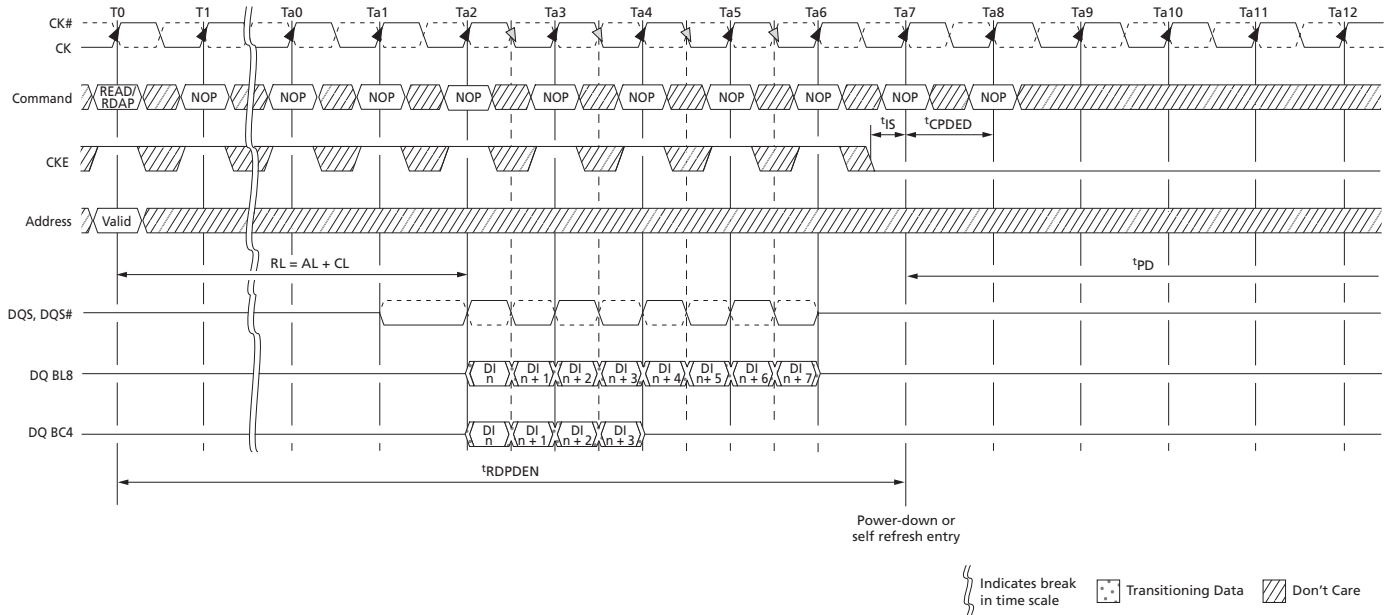 T0 T1 Ta0 Ta1 Ta2 Ta3 Ta4 Ta5 Ta6 Ta7 Ta8 Ta9 Ta10 Ta11 Ta12
CK#
CK
Command READ/ NOP NOP NOP NOP NOP NOP NOP NOP NOP NOP
RDAP
tIS tCPDED
CKE
Address Valid
RL = AL + CL tPD
DQS, DQS#
DQ BL8 DI DI DI DI DI DI DI DI
n n + 1 n + 2 n + 3 n + 4 n+ 5 n + 6 n + 7
DQ BC4 DI DI DI DI
n n + 1 n + 2 n + 3
tRDPDEN
Power-down or
self refresh entry
Indicates break
in time scale
Transitioning Data
Don't Care